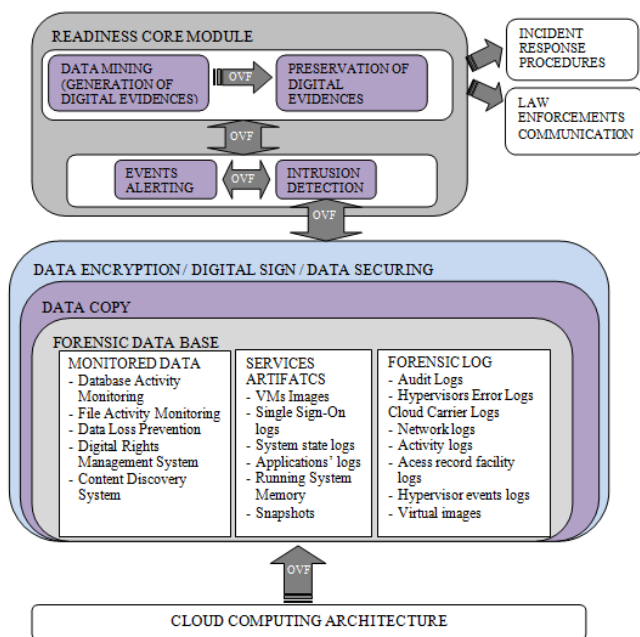 READINESS CORE MODULE
DATA MINING
(GENERATION OF
DIGITAL EVIDENCES)
OVF
PRESERVATION OF
DIGITAL
EVIDENCES
INCIDENT
RESPONSE
PROCEDURES
LAW
ENFORCEMENTS
COMMUNICATION
OVF
EVENTS
ALERTING
OVF
INTRUSION
DETECTION
OVF
DATA ENCRYPTION / DIGITAL SIGN / DATA SECURING
DATA COPY
FORENSIC DATA BASE
MONITORED DATA
- Database Activity
Monitoring
- File Activity Monitoring
- Data Loss Prevention
- Digital Rights
Management System
- Content Discovery
System
SERVICES
ARTIFATCS
- VMs Images
- Single Sign-On
logs
- System state logs
- Applications' logs
- Running System
Memory
- Snapshots
FORENSIC LOG
- Audit Logs
- Hypervisors Error Logs
Cloud Carrier Logs
- Network logs
- Activity logs
- Acess record facility
logs
- Hypervisor events logs
- Virtual images
OVF
CLOUD COMPUTING ARCHITECTURE